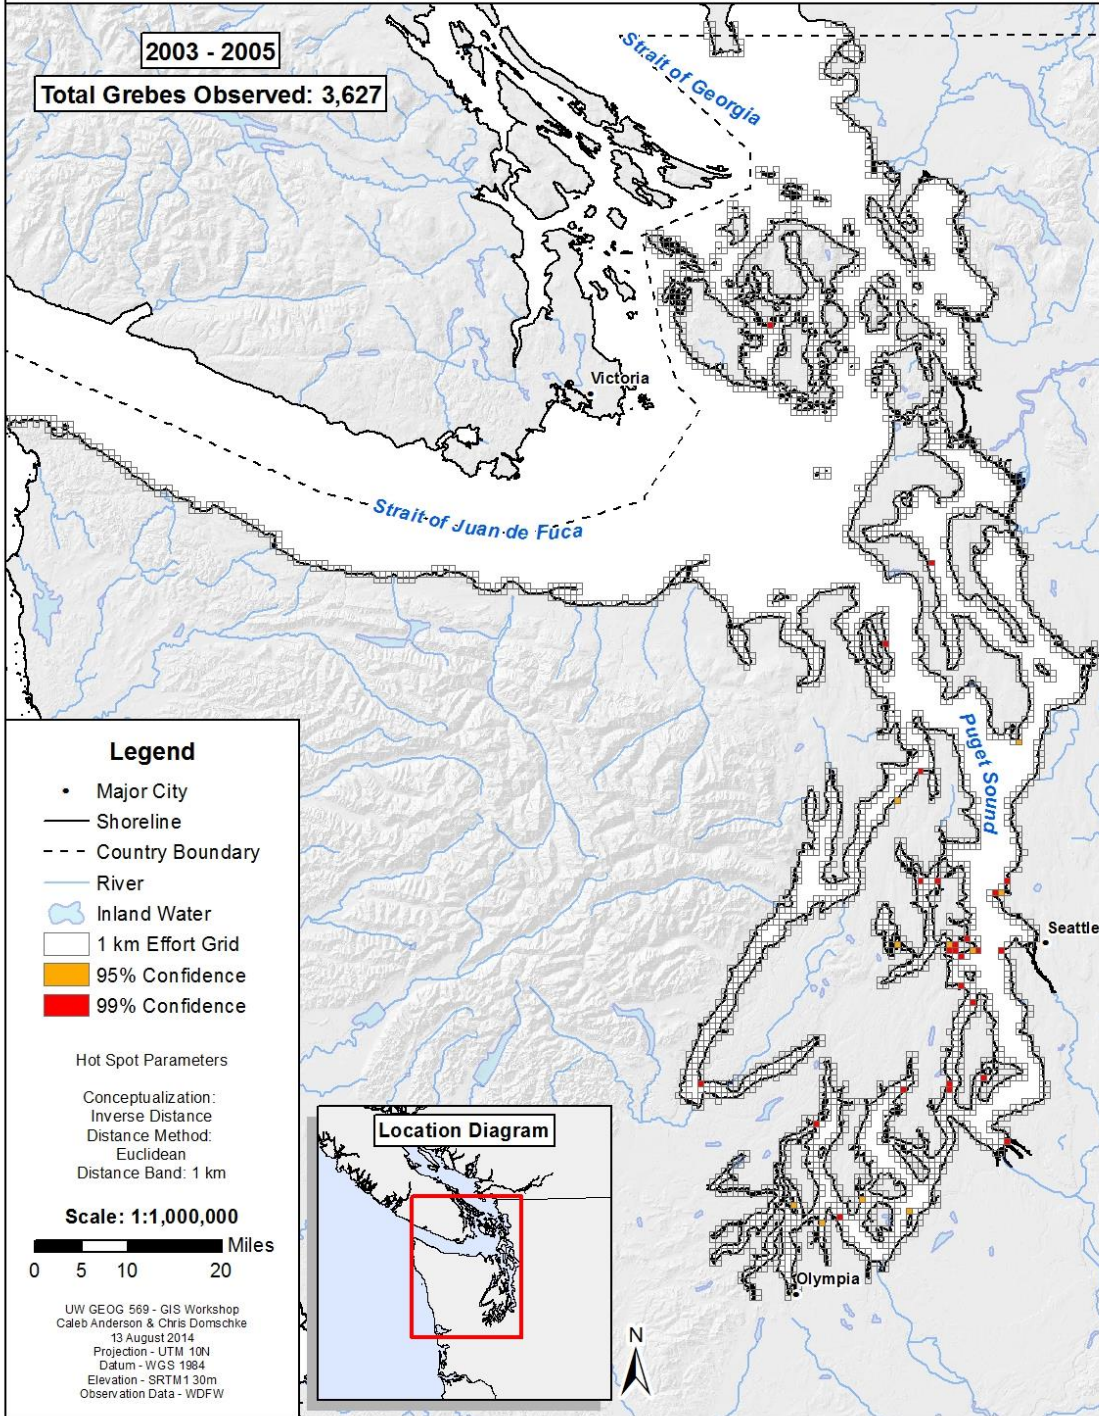 2003 - 2005
Total Grebes Observed: 3,627
Strait of Georgia
Victoria
Strait of Juan de Fuca
Puget Sound
Seattle
Olympia
Legend
Major City
Shoreline
Country Boundary
River
Inland Water
1 km Effort Grid
95% Confidence
99% Confidence
Hot Spot Parameters
Conceptualization:
Inverse Distance
Distance Method:
Euclidean
Distance Band: 1 km
Scale: 1:1,000,000
Miles
0 5 10 20
UW GEOG 569 - GIS Workshop
Caleb Anderson & Chris Domschke
13 August 2014
Projection - UTM 10N
Datum - WGS 1984
Elevation - SRTM1 30m
Observation Data - WDFW
Location Diagram
N